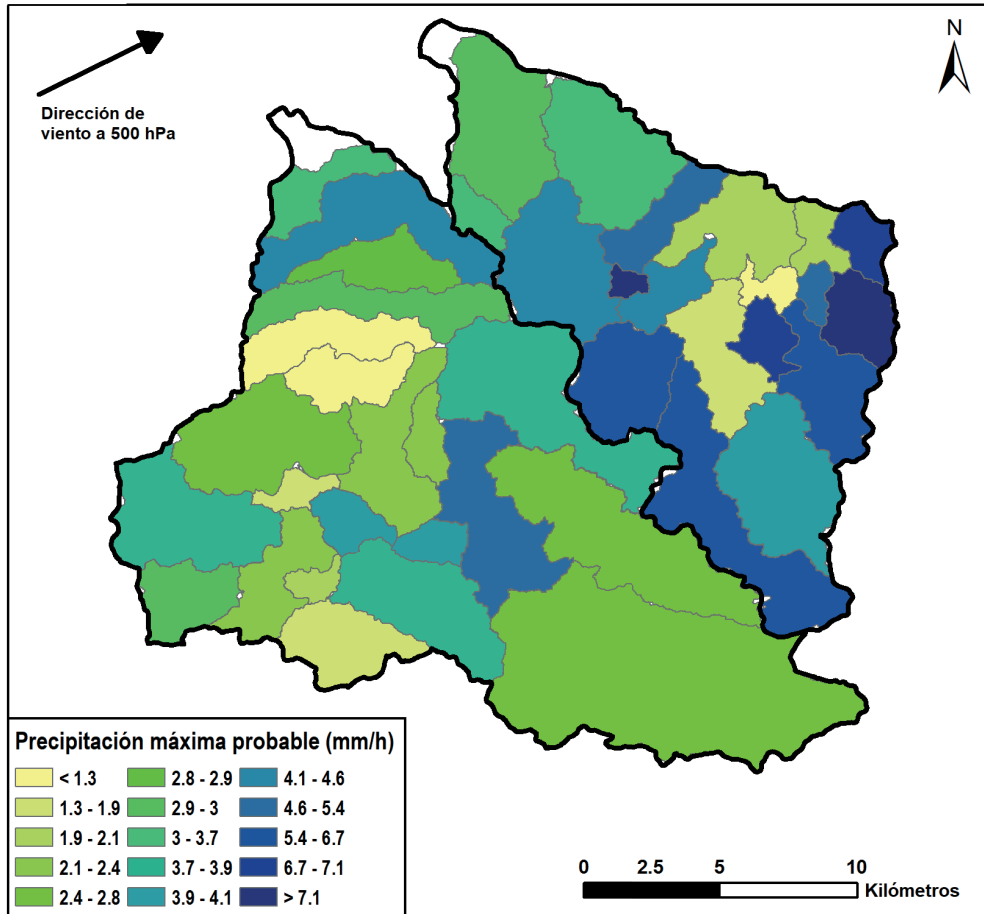 Dirección de
viento a 500 hPa
N
Precipitación máxima probable (mm/h)
< 1.3
1.3 - 1.9
1.9 - 2.1
2.1 - 2.4
2.4 - 2.8
2.8 - 2.9
2.9 - 3
3 - 3.7
3.7 - 3.9
3.9 - 4.1
4.1 - 4.6
4.6 - 5.4
5.4 - 6.7
6.7 - 7.1
> 7.1
0 2.5 5 10
Kilómetros